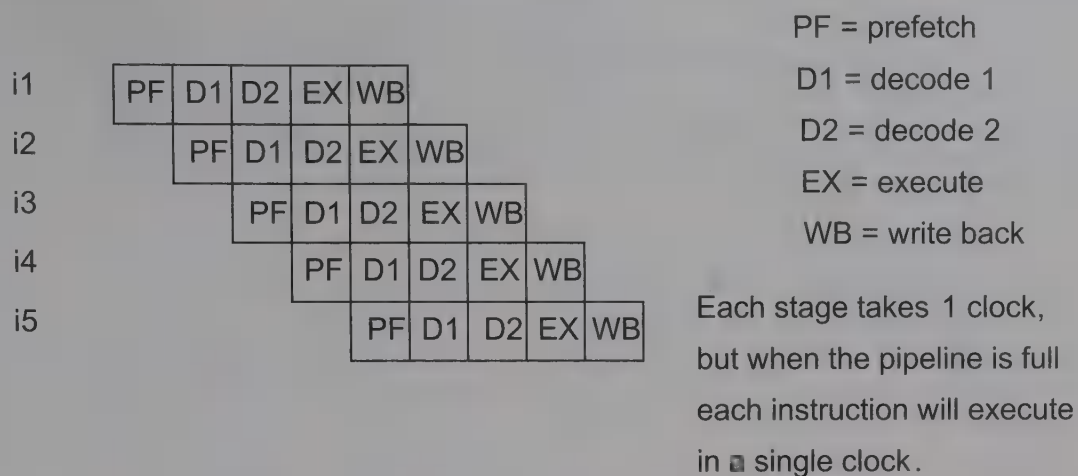 i1 PF D1 D2 EX WB
i2 PF D1 D2 EX WB
i3 PF D1 D2 EX WB
i4 PF D1 D2 EX WB
i5 PF D1 D2 EX WB
PF = prefetch
D1 = decode 1
D2 = decode 2
EX = execute
WB = write back
Each stage takes 1 clock,
but when the pipeline is full
each instruction will execute
in a single clock.